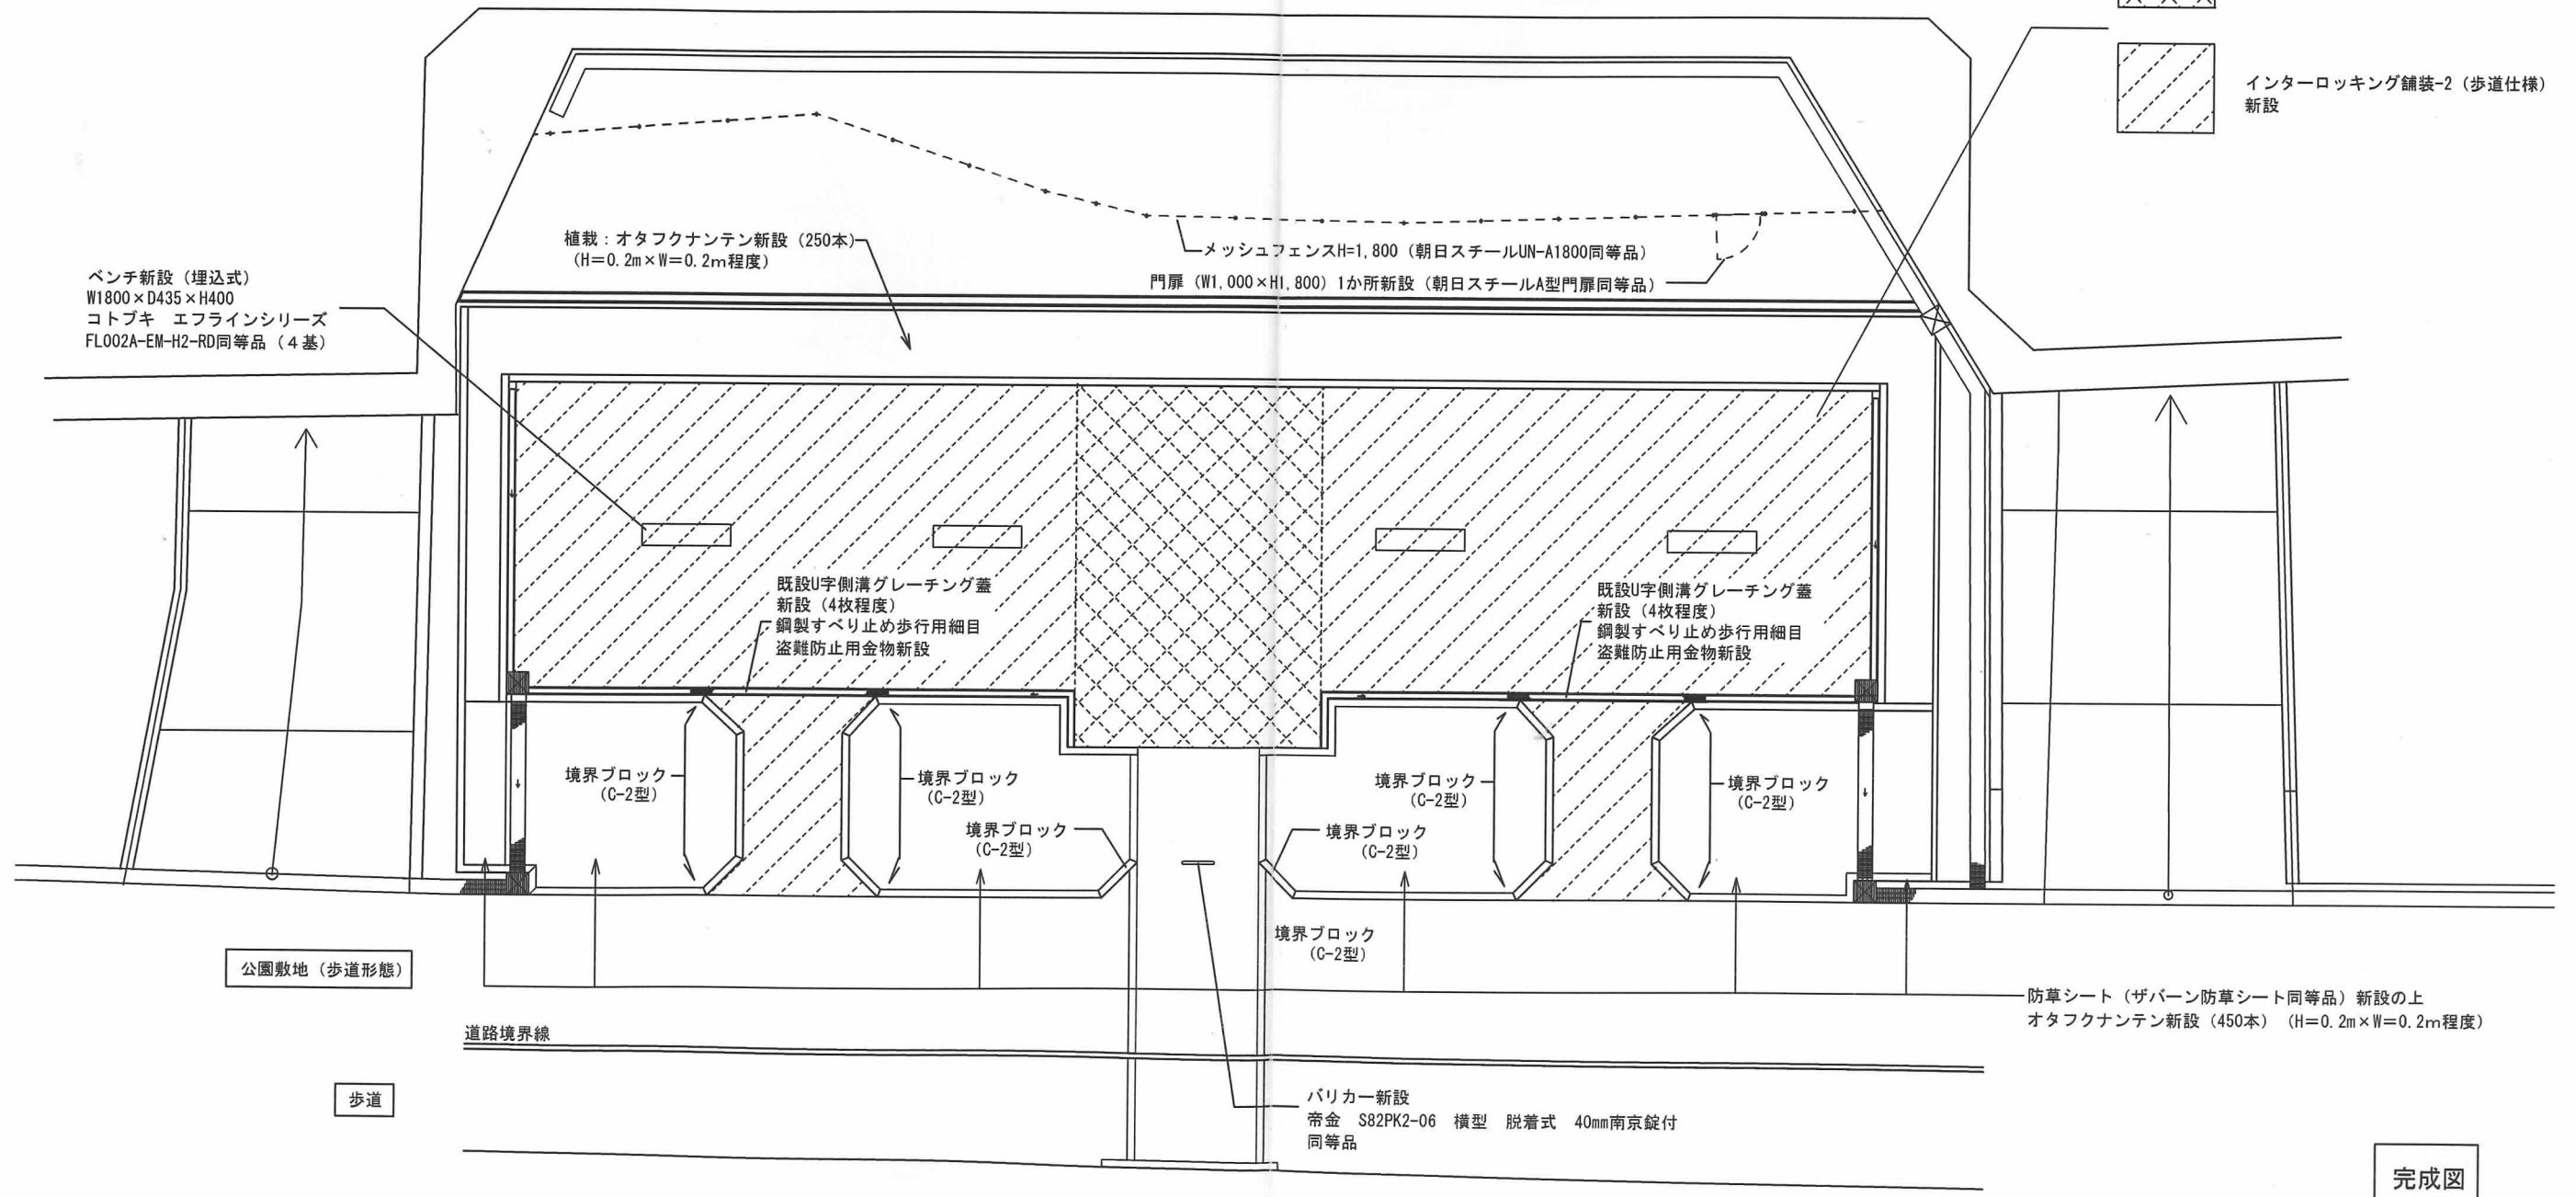 インターロッキング舗装-2（歩道仕様）
新設
植栽：オタフクナンテン新設（250本）
（H＝0.2m×W＝0.2m程度）
メッシュフェンスH=1,800（朝日スチールUN-A1800同等品）
門扉（W1,000×H1,800）1か所新設（朝日スチールA型門扉同等品）
ベンチ新設（埋込式）
W1800×D435×H400
コトブキ　エフラインシリーズ
FL002A-EM-H2-RD同等品（４基）
既設U字側溝グレーチング蓋
新設（4枚程度）
鋼製すべり止め歩行用細目
盗難防止用金物新設
既設U字側溝グレーチング蓋
新設（4枚程度）
鋼製すべり止め歩行用細目
盗難防止用金物新設
境界ブロック
（C-2型）
境界ブロック
（C-2型）
境界ブロック
（C-2型）
境界ブロック
（C-2型）
境界ブロック
（C-2型）
境界ブロック
（C-2型）
境界ブロック
（C-2型）
公園敷地（歩道形態）
防草シート（ザバーン防草シート同等品）新設の上
オタフクナンテン新設（450本）（H＝0.2m×W＝0.2m程度）
道路境界線
歩道
バリカー新設
帝金　S82PK2-06　横型　脱着式　40mm南京錠付
同等品
完成図